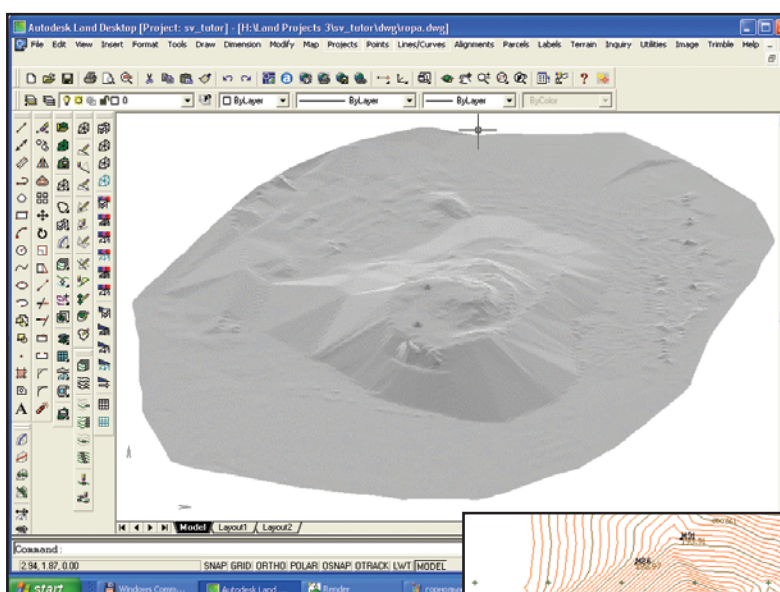 Autodesk Land Desktop [Project: sv_tutor] - [H:\Land Projects 3\sv_tutor\dwg\ropa.dwg]
File Edit View Insert Format Tools Draw Dimension Modify Map Projects Points Lines/Curves Alignments Parcels Labels Terrain Inquiry Utilities Image Trimble Help
0 ByLayer ByLayer ByLayer ByColor
Model Layout1 Layout2
Command:
2.94, 1.87, 0.00 SNAP GRID ORTHO POLAR OSNAP OTRACK LWT MODEL
start Windows Comm... Autodesk Land ... Render